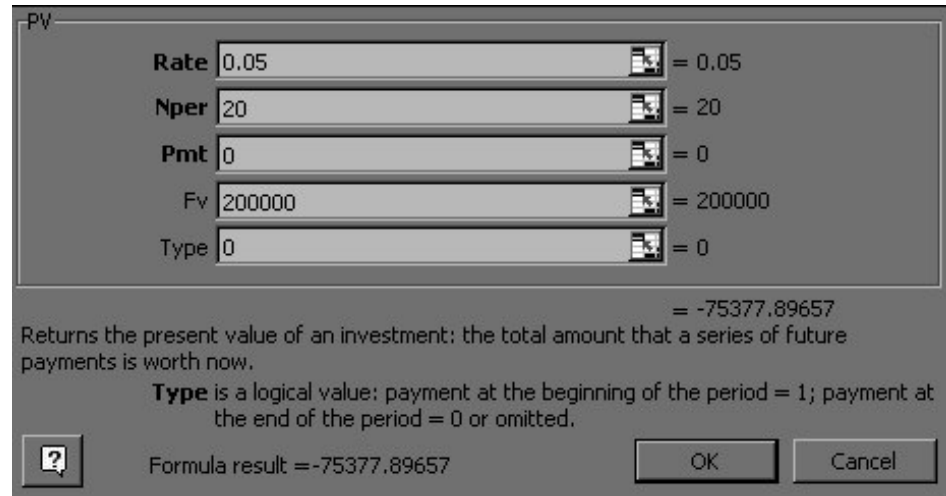 PV
Rate 0.05 = 0.05
Nper 20 = 20
Pmt 0 = 0
Fv 200000 = 200000
Type 0 = 0
= -75377.89657
Returns the present value of an investment: the total amount that a series of future
payments is worth now.
Type is a logical value: payment at the beginning of the period = 1; payment at
the end of the period = 0 or omitted.
? Formula result =-75377.89657 OK Cancel